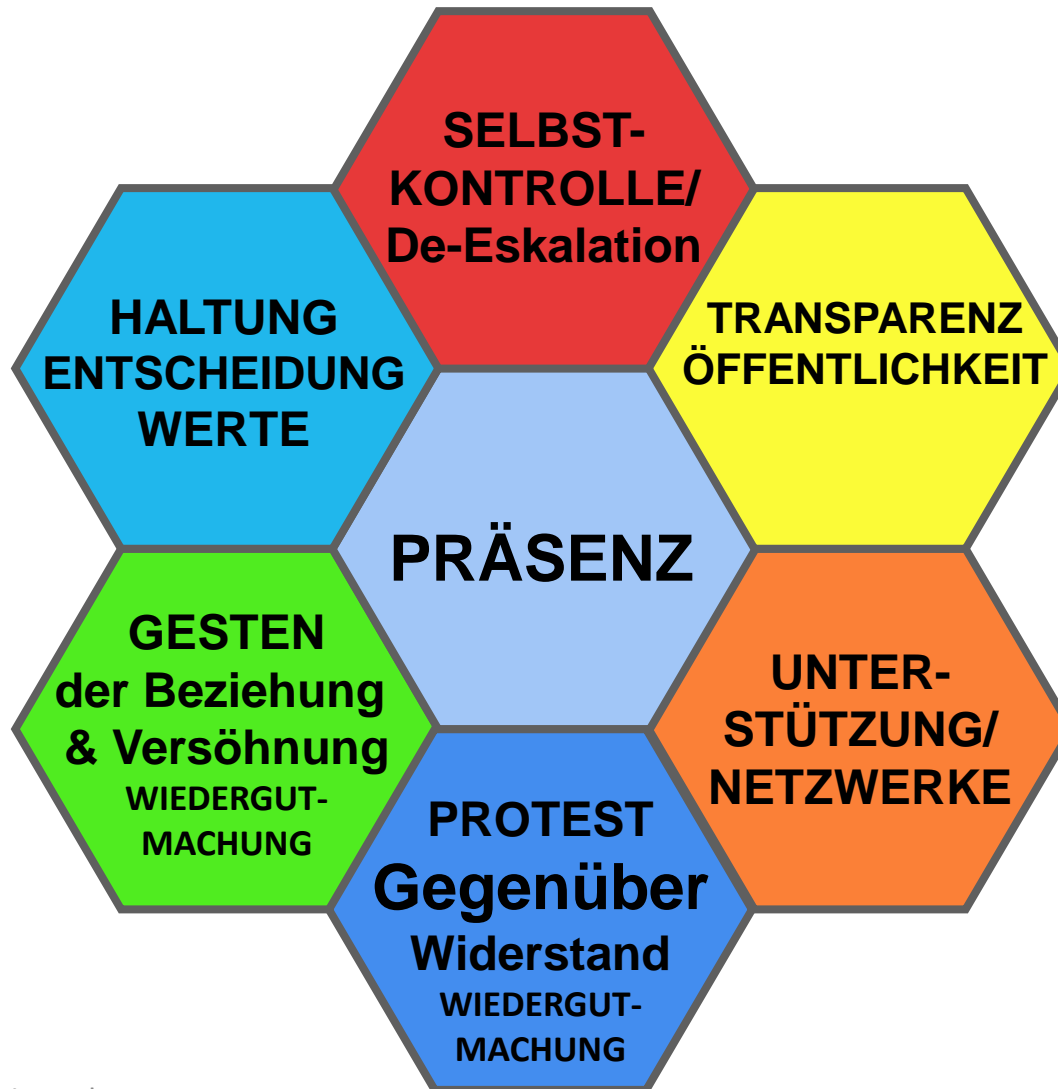 SELBST-
KONTROLLE/
De-Eskalation
HALTUNG
ENTSCHEIDUNG
WERTE
TRANSPARENZ
ÖFFENTLICHKEIT
PRÄSENZ
GESTEN
der Beziehung
& Versöhnung
WIEDERGUT-
MACHUNG
UNTER-
STÜTZUNG/
NETZWERKE
PROTEST
Gegenüber
Widerstand
WIEDERGUT-
MACHUNG